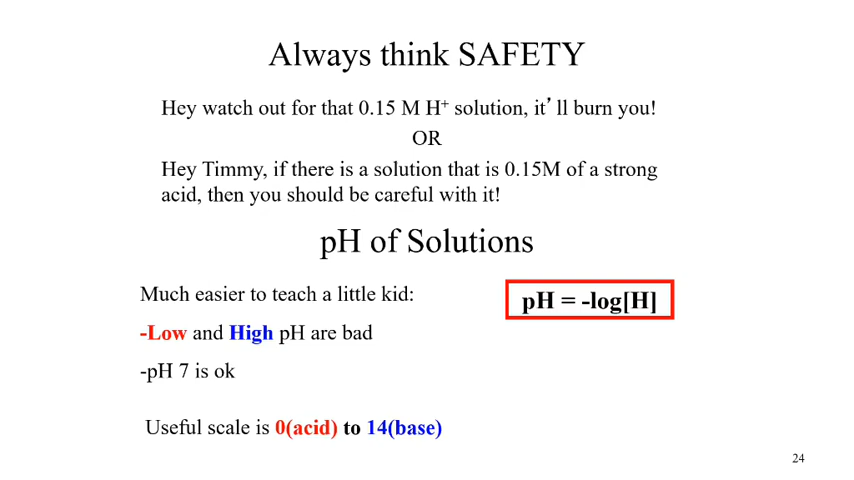 Always think SAFETY
Hey watch out for that 0.15 M H⁺ solution, it’ll burn you!
OR
Hey Timmy, if there is a solution that is 0.15M of a strong
acid, then you should be careful with it!
pH of Solutions
Much easier to teach a little kid:
pH = -log[H]
-Low and High pH are bad
-pH 7 is ok
Useful scale is 0(acid) to 14(base)
24